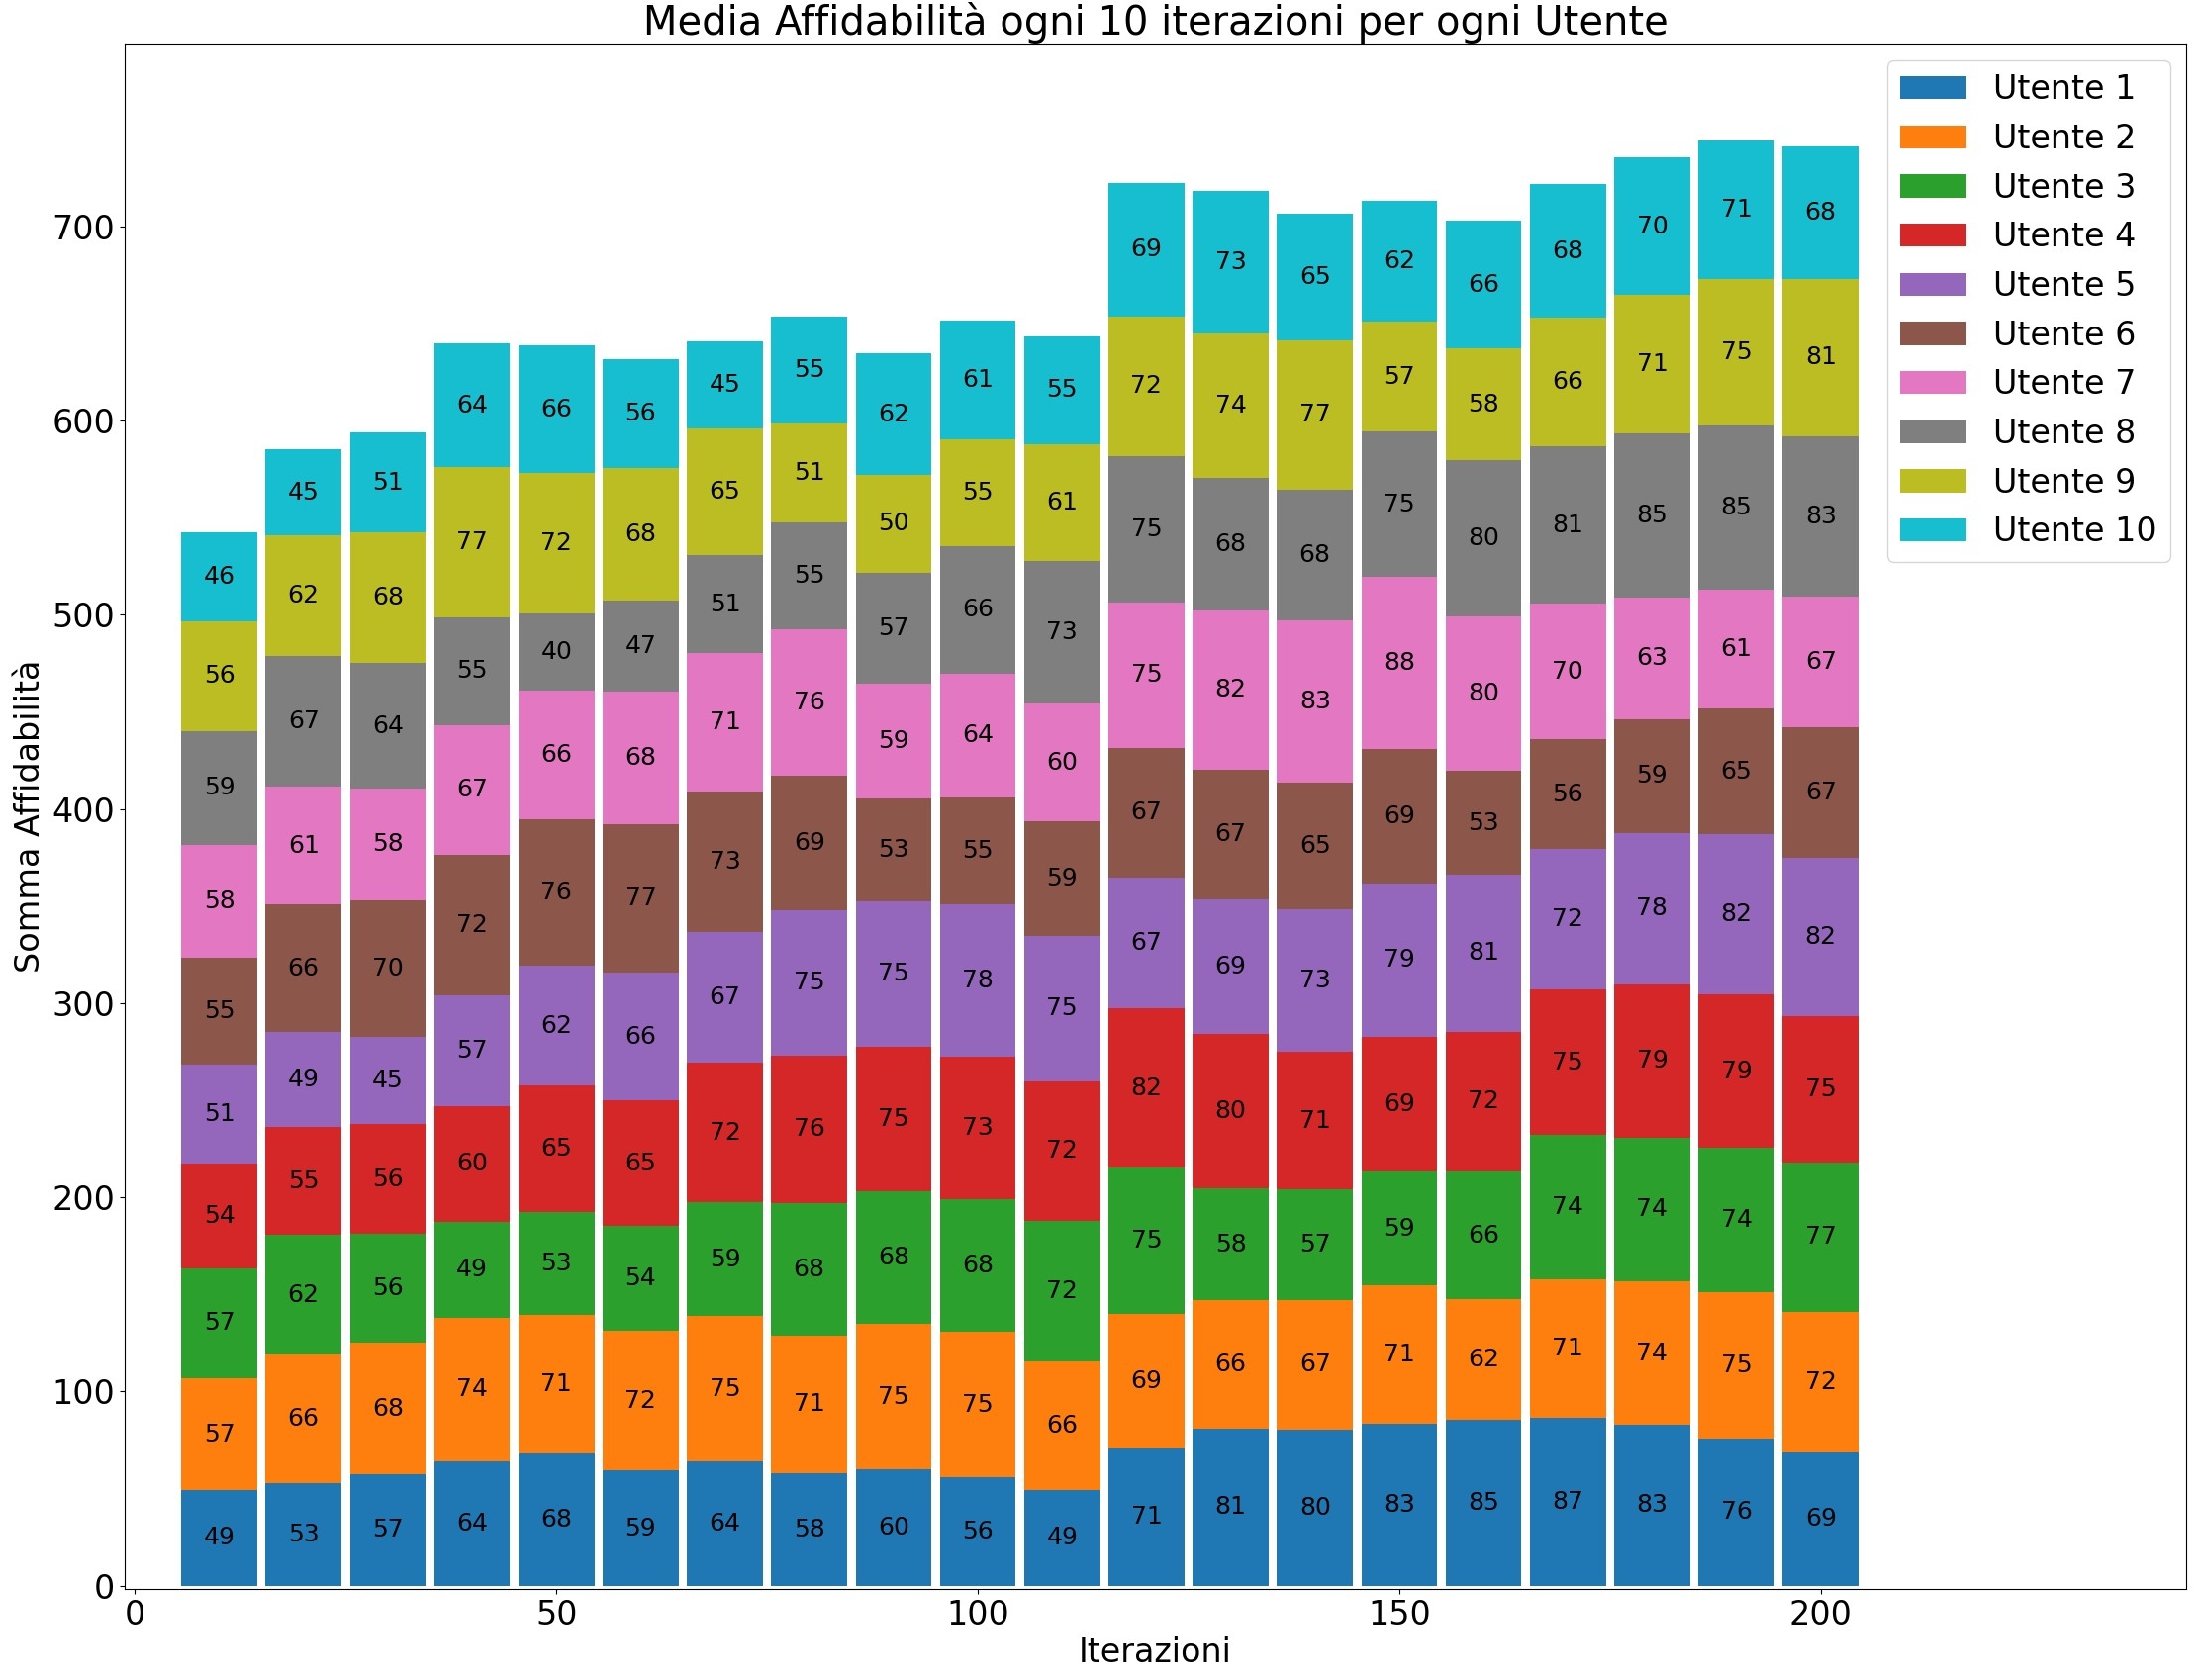 Media Affidabilità ogni 10 iterazioni per ogni Utente
Utente 1
Utente 2
Utente 3
Utente 4
Utente 5
Utente 6
Utente 7
Utente 8
Utente 9
Utente 10
Somma Affidabilità
700
600
500
400
300
200
100
0
46 45 51 64 66 56 45 55 62 61 55 69 73 65 62 66 68 70 71 68
56 62 68 77 72 68 65 51 50 55 61 72 74 77 57 58 66 71 75 81
59 67 64 55 40 47 51 55 57 66 73 75 68 68 75 80 81 85 85 83
58 61 58 67 66 68 71 76 59 64 60 75 82 83 88 80 70 63 61 67
55 66 70 72 76 77 73 69 53 55 59 67 67 65 69 53 56 59 65 67
51 49 45 57 62 66 67 75 75 78 75 67 69 73 79 81 72 78 82 82
54 55 56 60 65 65 72 76 75 73 72 82 80 71 69 72 75 79 79 75
57 62 56 49 53 54 59 68 68 68 72 75 58 57 59 66 74 74 74 77
57 66 68 74 71 72 75 71 75 75 66 69 66 67 71 62 71 74 75 72
49 53 57 64 68 59 64 58 60 56 49 71 81 80 83 85 87 83 76 69
0 50 100 150 200
Iterazioni